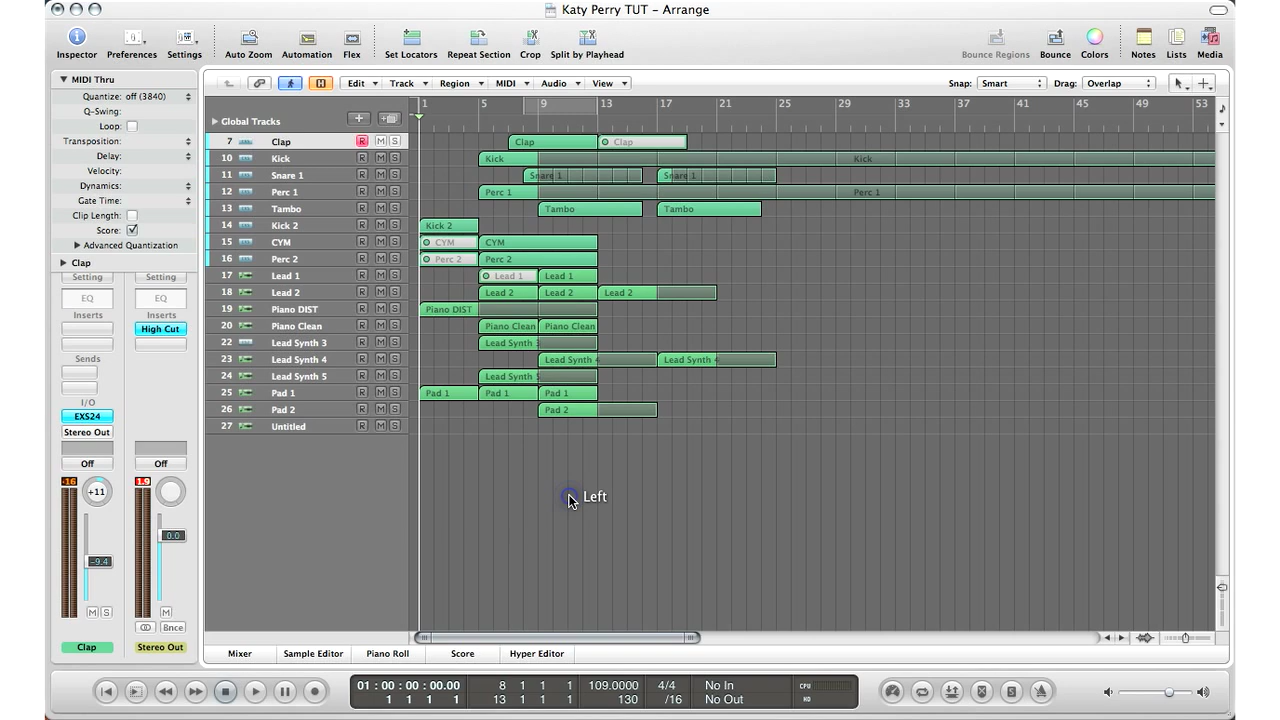 Katy Perry TUT – Arrange
Inspector Preferences Settings Auto Zoom Automation Flex Set Locators Repeat Section Crop Split by Playhead Bounce Regions Bounce Colors Notes Lists Media
MIDI Thru
Edit Track Region MIDI Audio View Snap: Smart Drag: Overlap
Quantize: off (3840)
Q-Swing:
Loop:
Transposition:
Delay:
Velocity:
Dynamics:
Gate Time:
Clip Length:
Score:
Advanced Quantization
Clap
1 5 9 13 17 21 25 29 33 37 41 45 49 53
Global Tracks
7 Clap R M S Clap Clap
10 Kick R M S Kick Kick
11 Snare 1 R M S Snare 1 Snare 1
12 Perc 1 R M S Perc 1 Perc 1
13 Tambo R M S Tambo Tambo
14 Kick 2 R M S Kick 2
15 CYM R M S CYM CYM
16 Perc 2 R M S Perc 2 Perc 2
17 Lead 1 R M S Lead 1 Lead 1
18 Lead 2 R M S Lead 2 Lead 2 Lead 2
19 Piano DIST R M S Piano DIST
20 Piano Clean R M S Piano Clean Piano Clean
22 Lead Synth 3 R M S Lead Synth 3
23 Lead Synth 4 R M S Lead Synth 4 Lead Synth 4
24 Lead Synth 5 R M S Lead Synth 5
25 Pad 1 R M S Pad 1 Pad 1 Pad 1
26 Pad 2 R M S Pad 2
27 Untitled R M S
Setting Setting
EQ EQ
Inserts Inserts
High Cut
Sends
I/O I/O
EXS24
Stereo Out
Off Off
-16 1.9
+11
0.0
-9.4
M S M
Bnce
Clap Stereo Out
Left
Mixer Sample Editor Piano Roll Score Hyper Editor
01 : 00 : 00 : 00.00 8 1 1 1 109.0000 4/4 No In CPU
1 1 1 1 13 1 1 1 130 /16 No Out HD